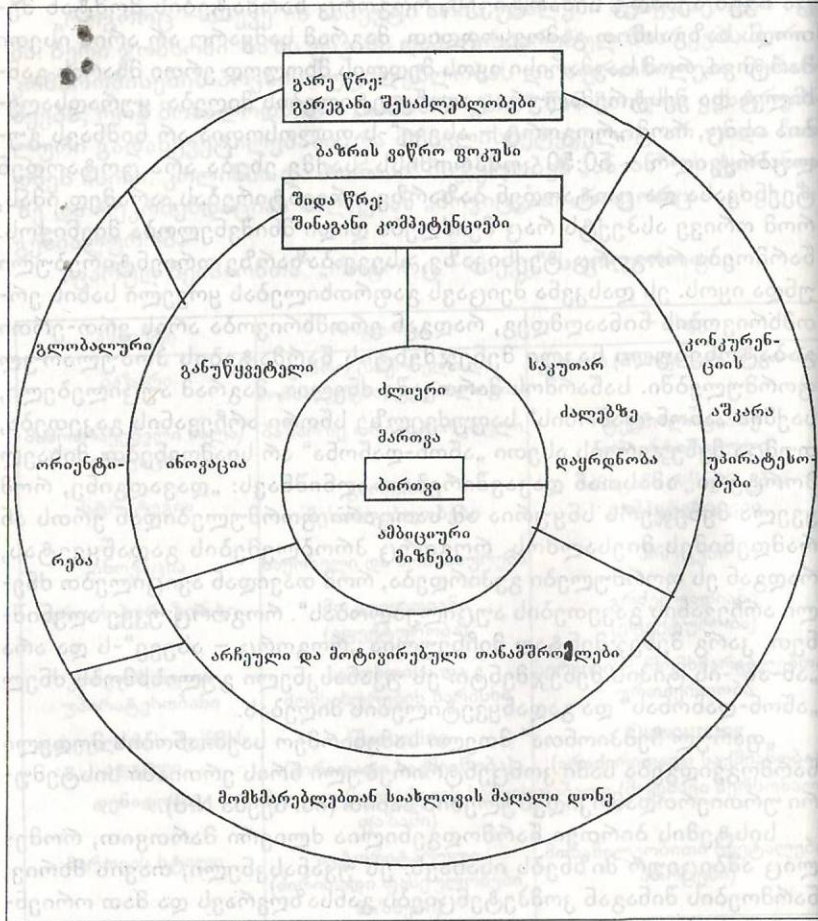 გარე წრე:
გარეგანი შესაძლებლობები
ბაზრის ვიწრო ფოკუსი
შიდა წრე:
შინაგანი კომპეტენციები
გლობალური
ორიენტი-
რება
განუწყვეტელი
ინოვაცია
ძლიერი
მართვა
ბირთვი
ამბიციური
მიზნები
საკუთარ
ძალებზე
დაყრდნობა
კონკურენ-
ციის
აშკარა
უპირატესო-
ბები
არჩეული და მოტივირებული თანამშრომლები
მომხმარებლებთან სიახლოვის მაღალი დონე